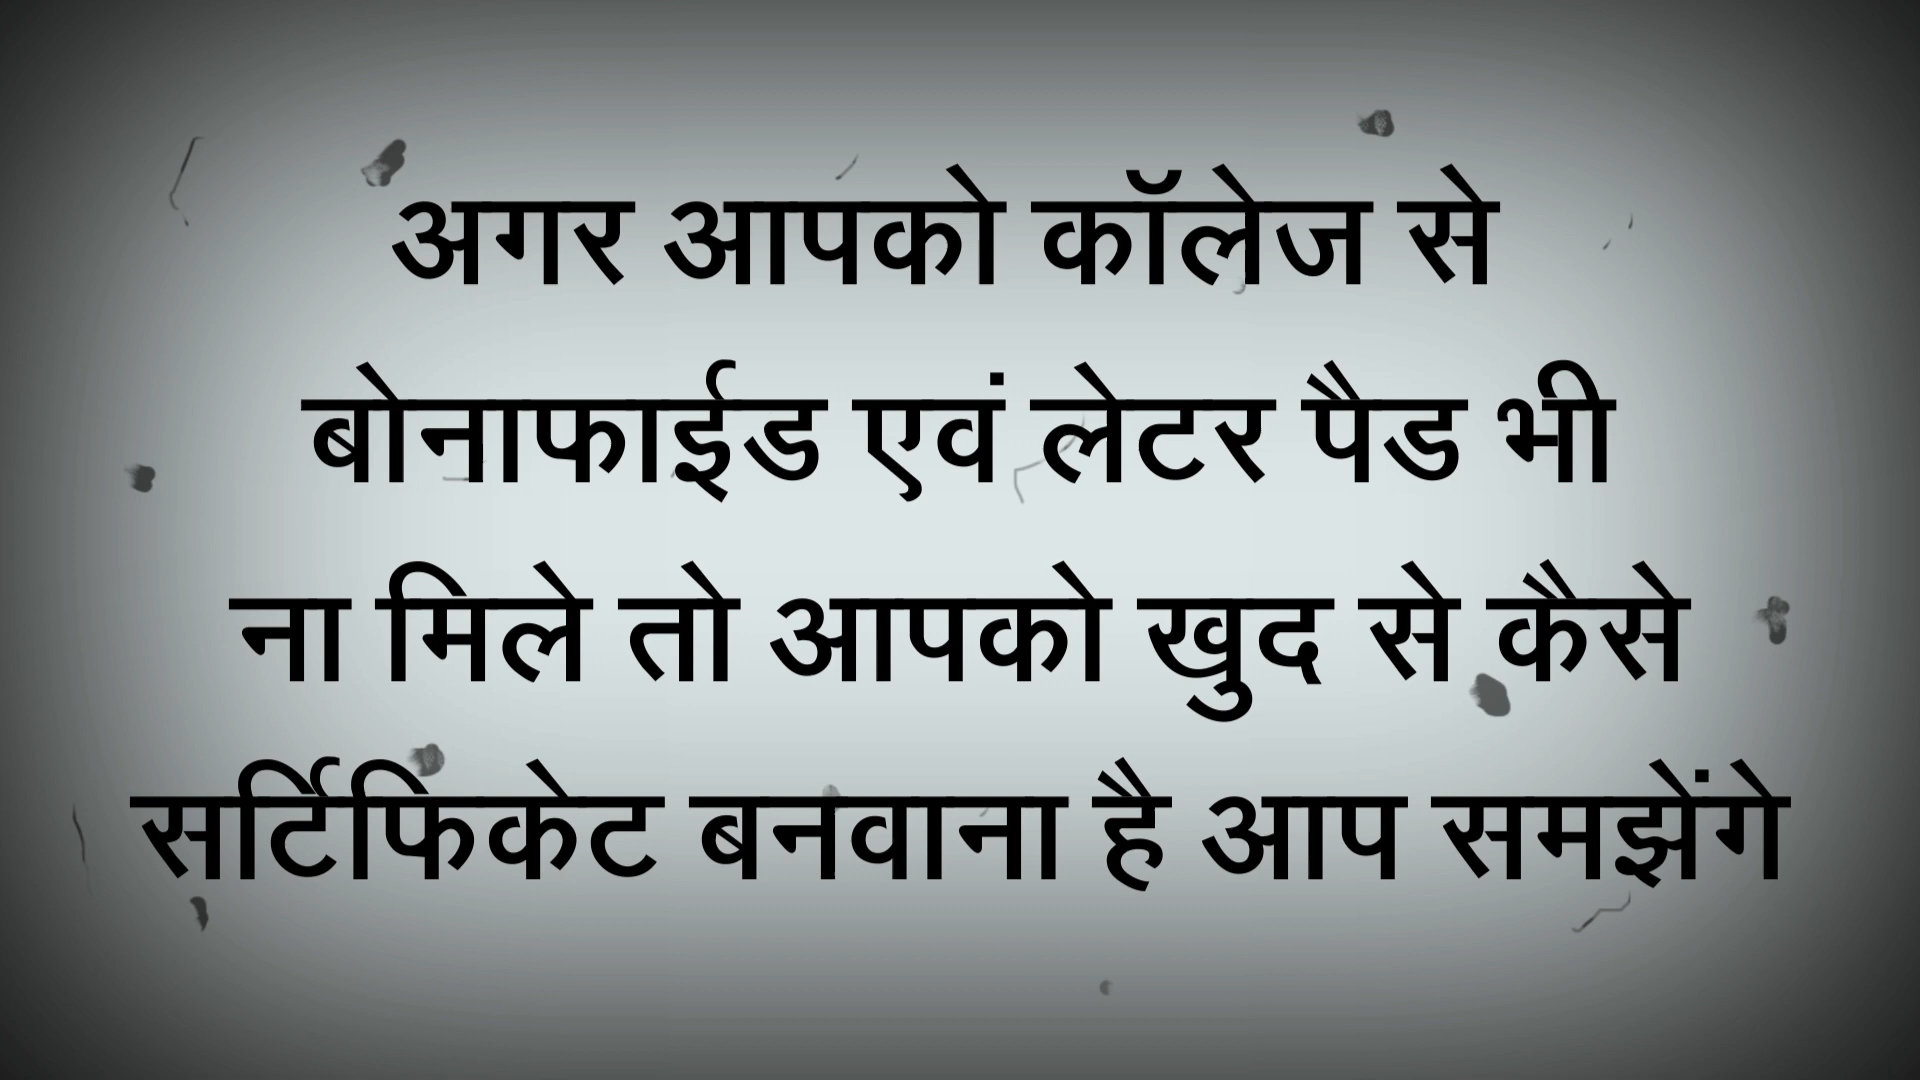 अगर आपको कॉलेज से
बोनाफाईड एवं लेटर पैड भी
ना मिले तो आपको खुद से कैसे
सर्टिफिकेट बनवाना है आप समझेंगे